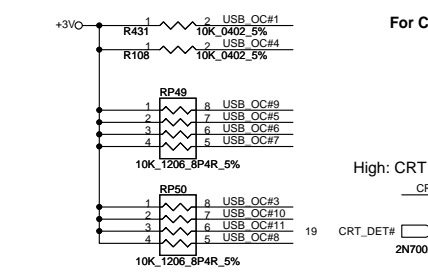 +3V 1 2 USB_OC#1
R431 10K_0402_5%
1 2 USB_OC#4
R108 10K_0402_5%
For C
RP49
1 8 USB_OC#9
2 7 USB_OC#5
3 6 USB_OC#6
4 5 USB_OC#7
10K_1206_8P4R_5%
High: CRT
RP50
1 8 USB_OC#3
2 7 USB_OC#10
3 6 USB_OC#11
4 5 USB_OC#8
10K_1206_8P4R_5%
19 CRT_DET#
2N700